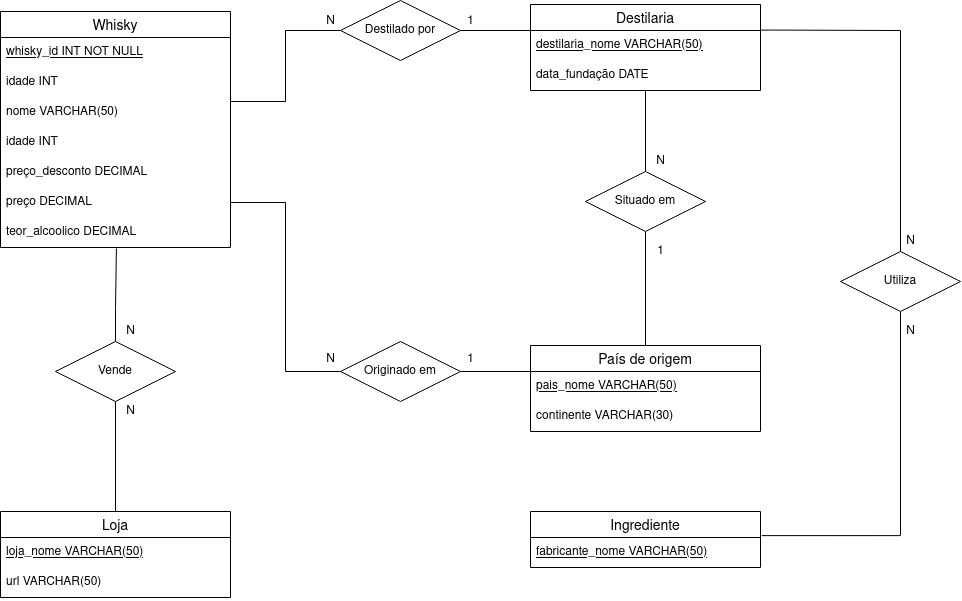 Whisky
whisky_id INT NOT NULL
idade INT
nome VARCHAR(50)
idade INT
preço_desconto DECIMAL
preço DECIMAL
teor_alcoolico DECIMAL
N
Destilado por
1
Destilaria
destilaria_nome VARCHAR(50)
data_fundação DATE
N
Situado em
1
N
Utiliza
N
N
Originado em
1
País de origem
pais_nome VARCHAR(50)
continente VARCHAR(30)
N
Vende
N
Loja
loja_nome VARCHAR(50)
url VARCHAR(50)
Ingrediente
fabricante_nome VARCHAR(50)